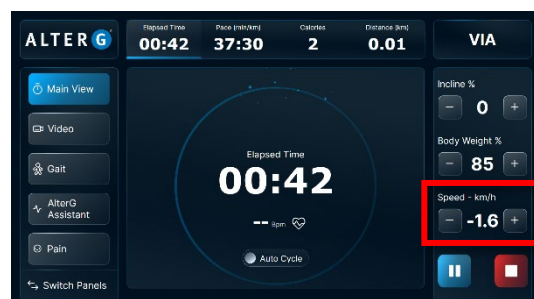 ALTER G
Elapsed Time
00:42
Pace (min/km)
37:30
Calories
2
Distance (km)
0.01
VIA
Main View
Video
Gait
AlterG
Assistant
Pain
Switch Panels
Elapsed Time
00:42
-- Bpm
Auto Cycle
Incline %
− 0 +
Body Weight %
− 85 +
Speed - km/h
− -1.6 +